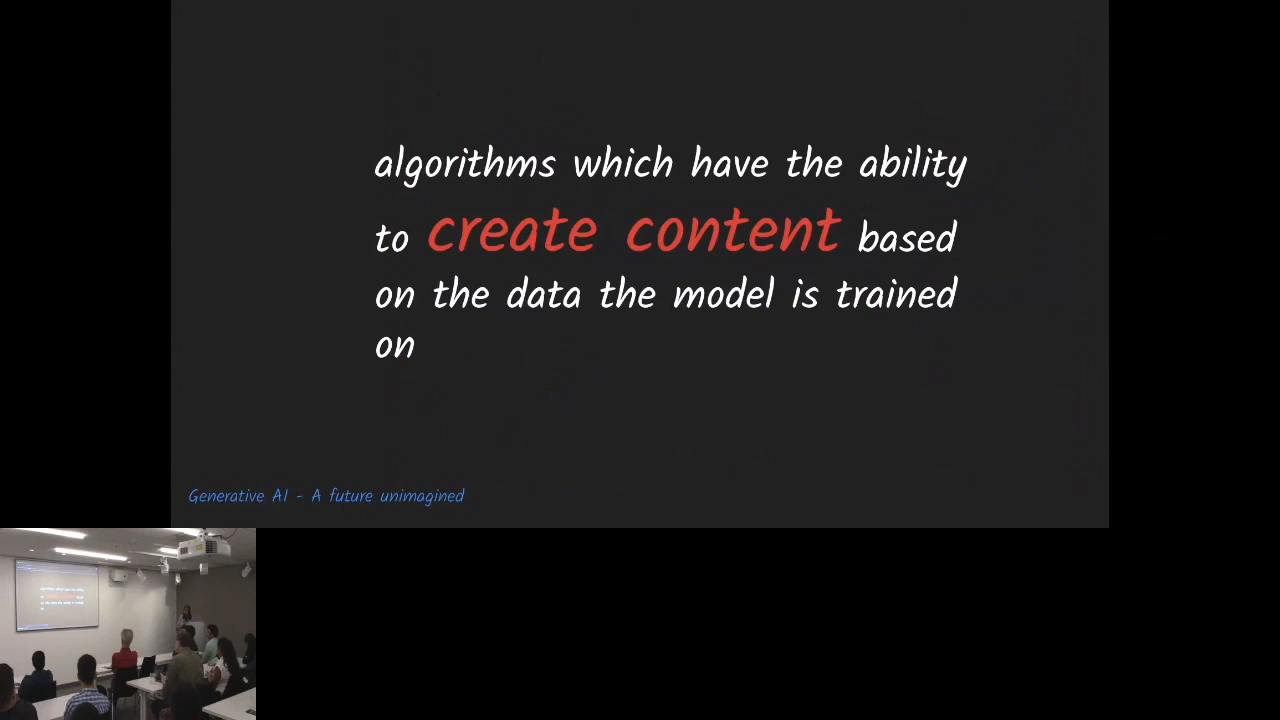 algorithms which have the ability
to create content based
on the data the model is trained
on
Generative AI - A future unimagined